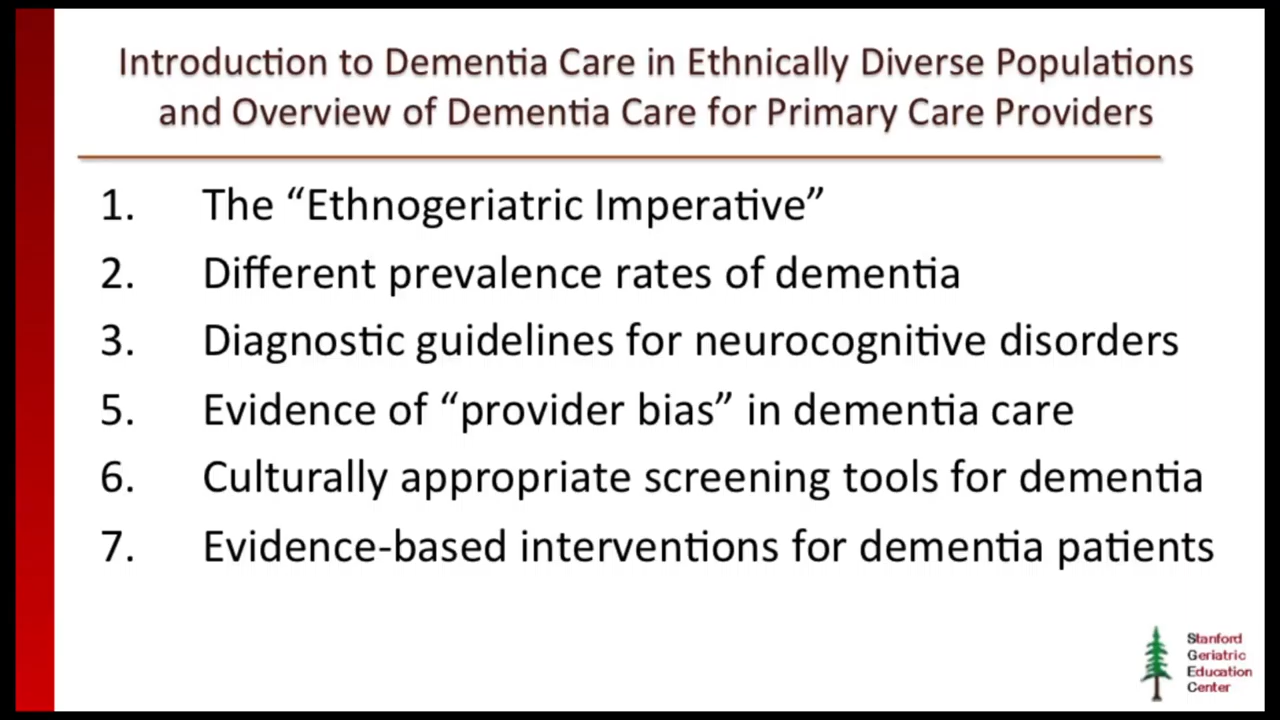 Introduction to Dementia Care in Ethnically Diverse Populations
and Overview of Dementia Care for Primary Care Providers
1. The “Ethnogeriatric Imperative”
2. Different prevalence rates of dementia
3. Diagnostic guidelines for neurocognitive disorders
5. Evidence of “provider bias” in dementia care
6. Culturally appropriate screening tools for dementia
7. Evidence-based interventions for dementia patients
Stanford
Geriatric
Education
Center